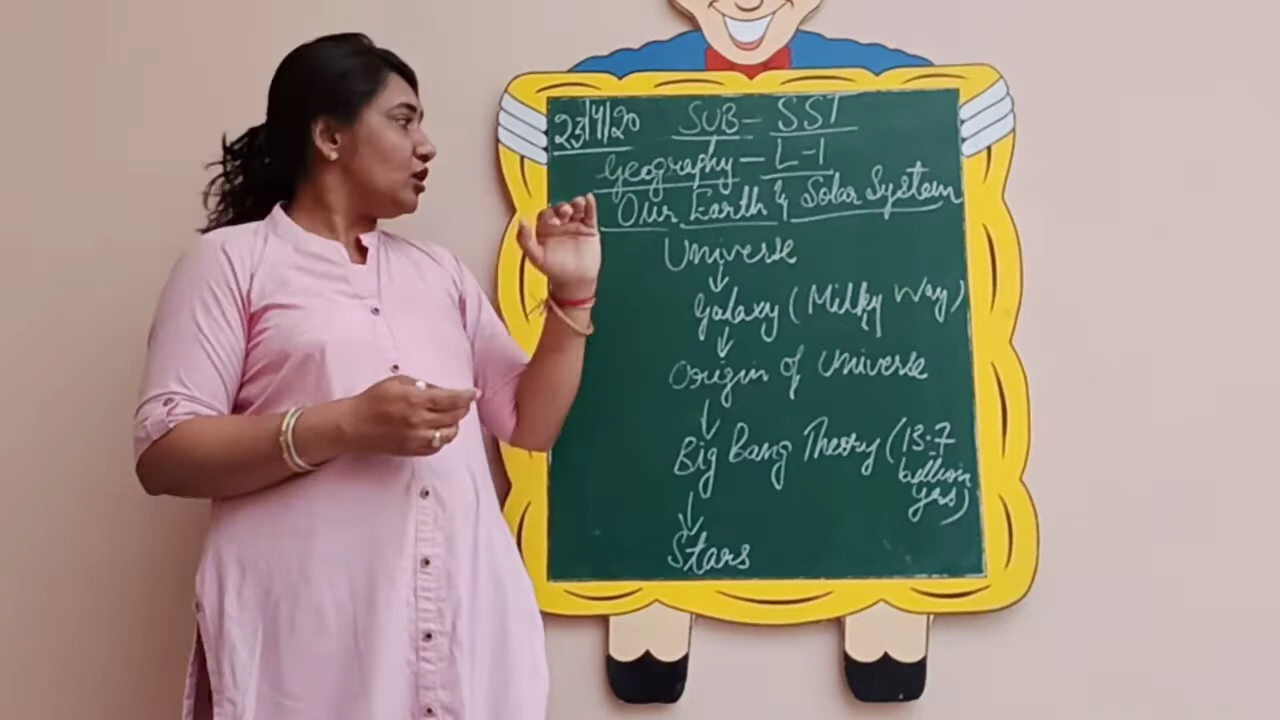 23/4/20 SUB - SST
Geography - L-1
Our Earth & Solar System
Universe
↓
Galaxy (Milky Way)
↓
Origin of Universe
↓
Big Bang Theory (13.7
billion
yrs)
↓
Stars